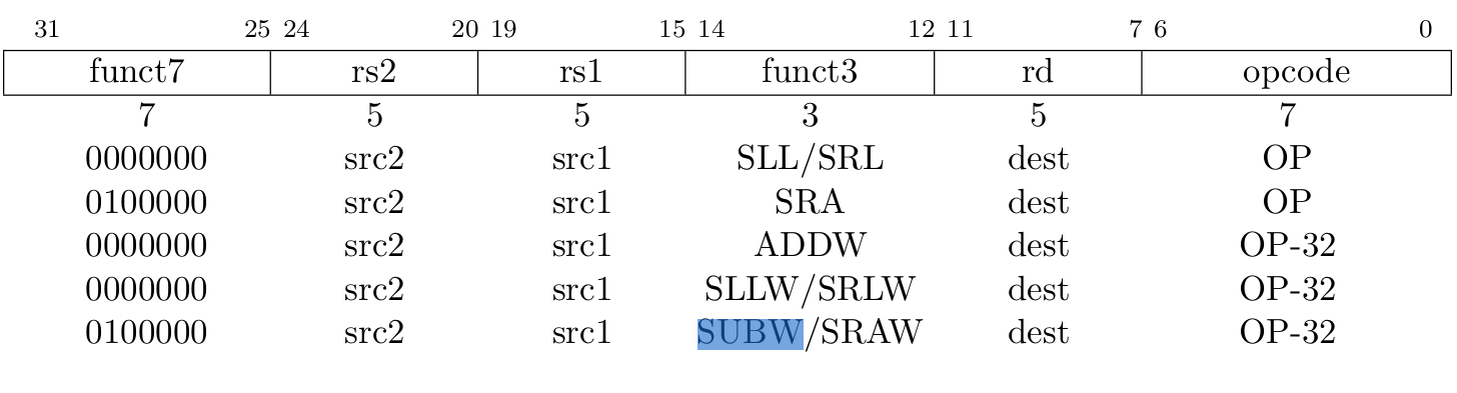 31 25 24 20 19 15 14 12 11 7 6 0
funct7 rs2 rs1 funct3 rd opcode
7 5 5 3 5 7
0000000 src2 src1 SLL/SRL dest OP
0100000 src2 src1 SRA dest OP
0000000 src2 src1 ADDW dest OP-32
0000000 src2 src1 SLLW/SRLW dest OP-32
0100000 src2 src1 SUBW/SRAW dest OP-32